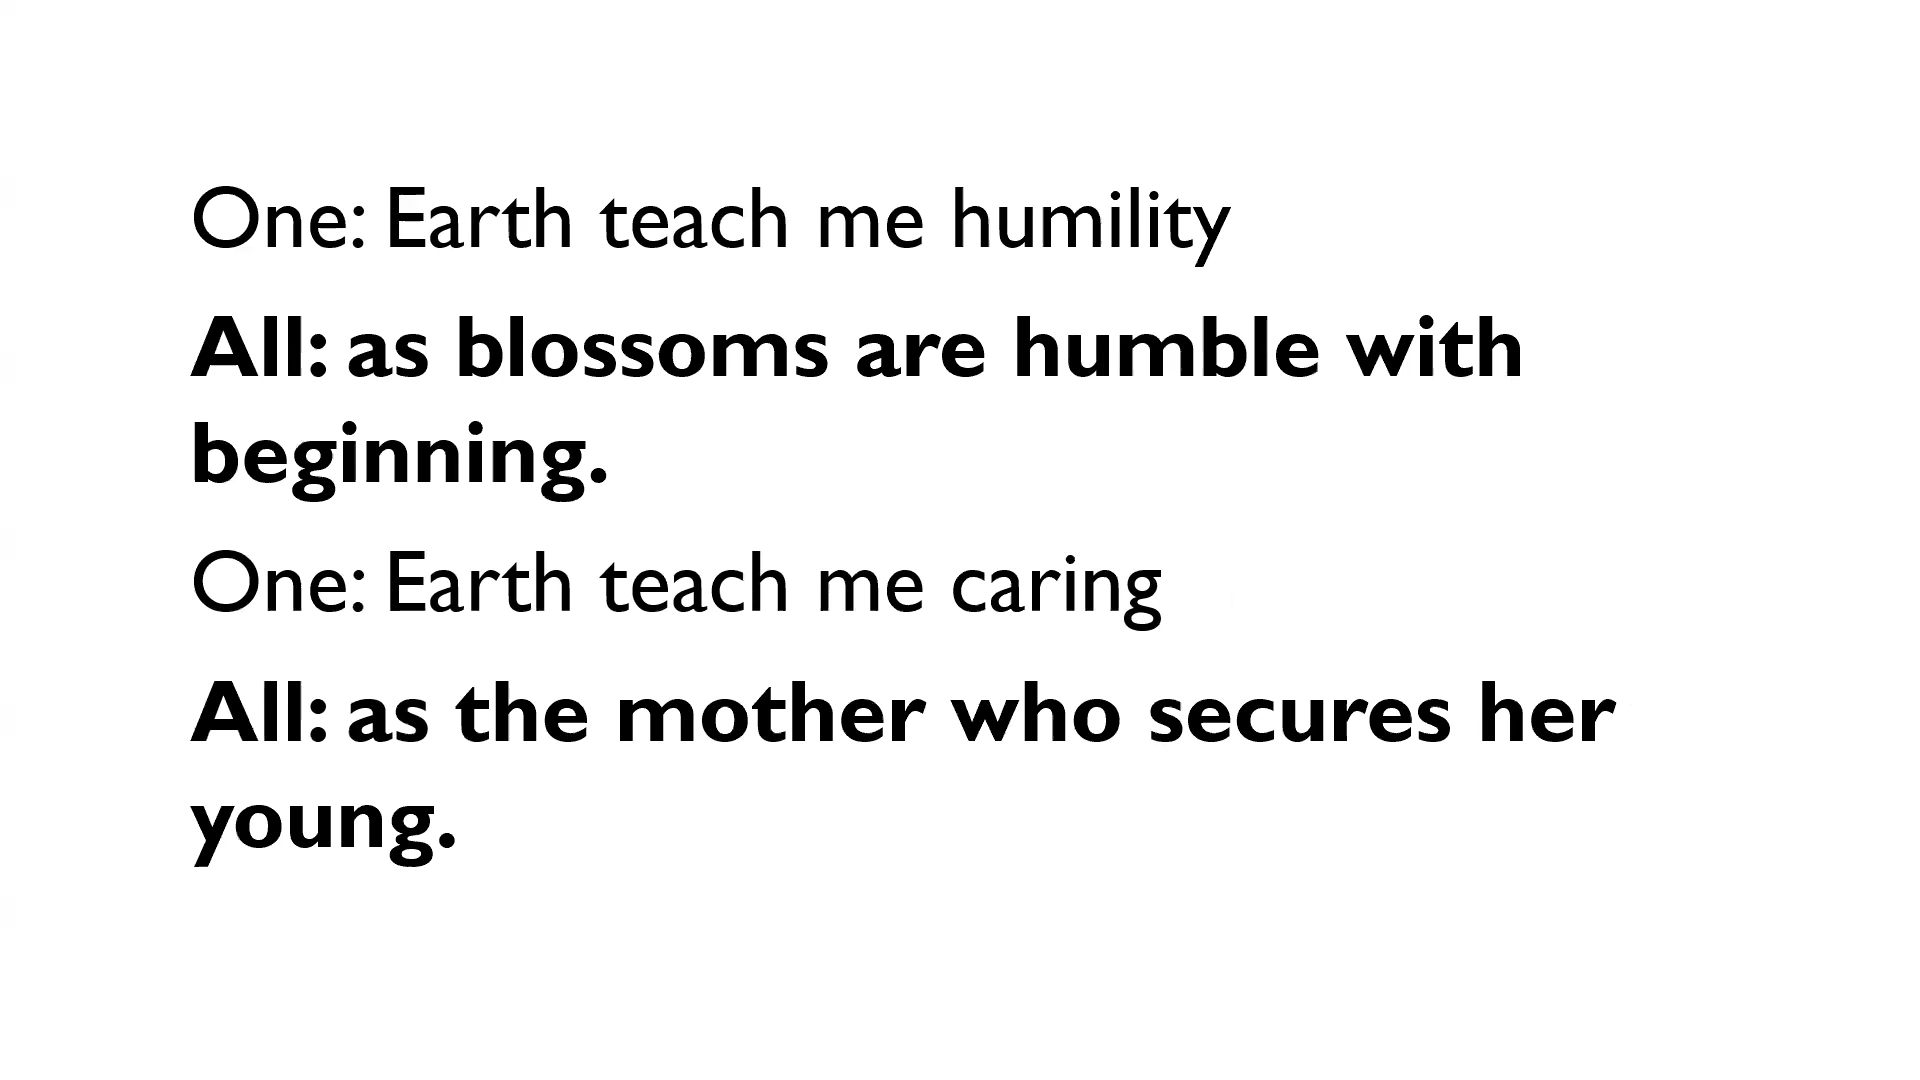 One: Earth teach me humility
All: as blossoms are humble with
beginning.
One: Earth teach me caring
All: as the mother who secures her
young.